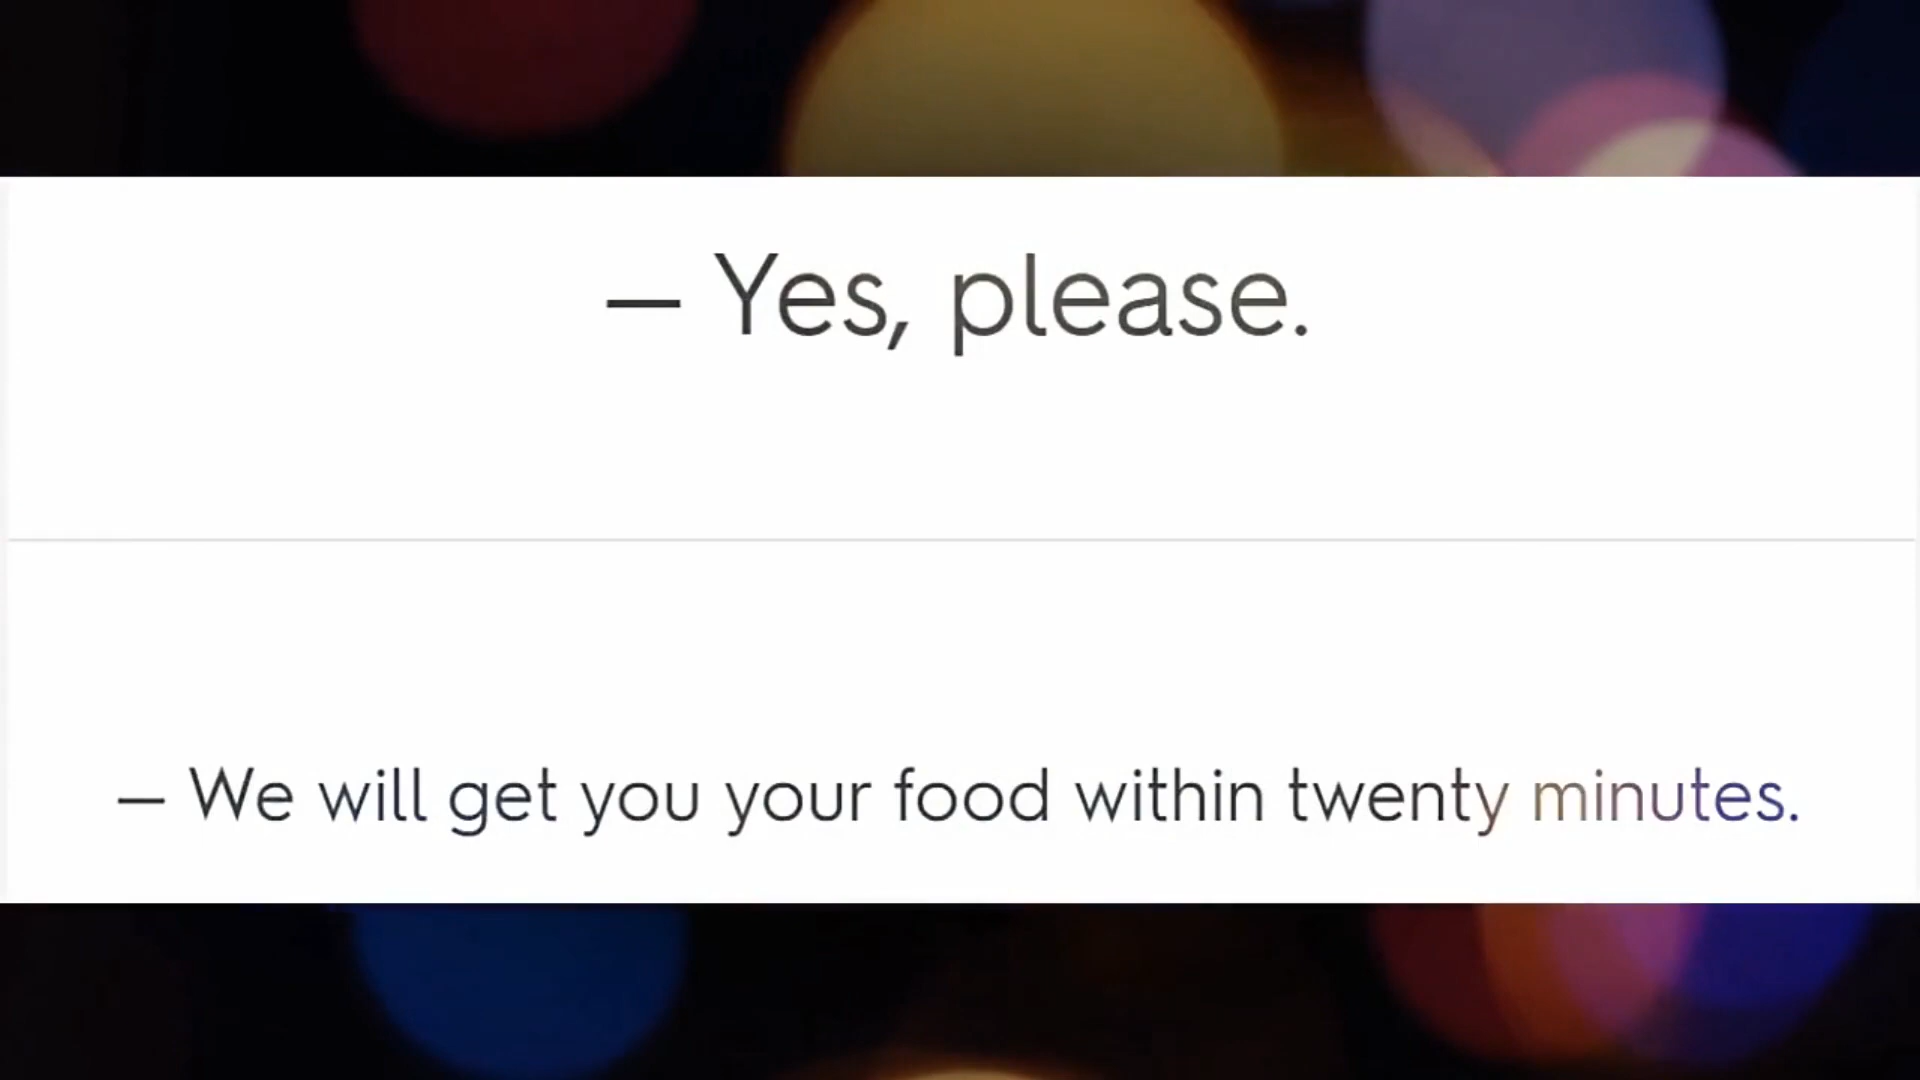 – Yes, please.
– We will get you your food within twenty minutes.